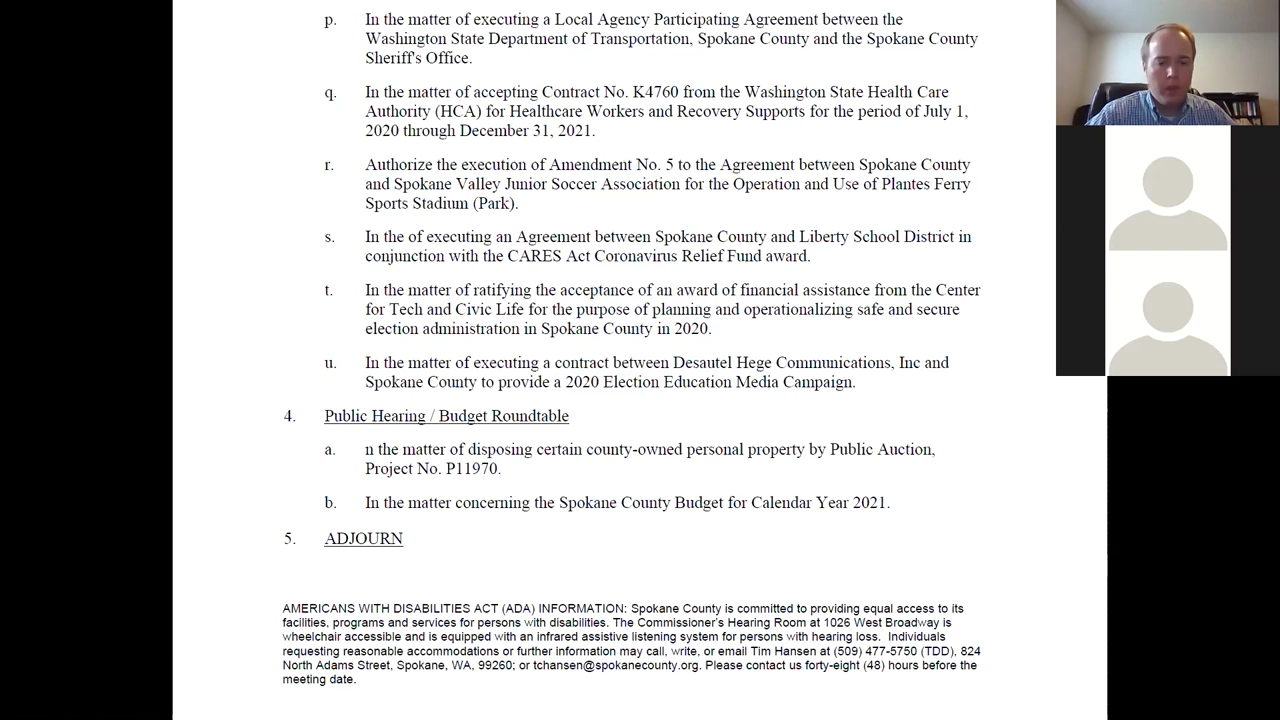 p. In the matter of executing a Local Agency Participating Agreement between the
Washington State Department of Transportation, Spokane County and the Spokane County
Sheriff's Office.
q. In the matter of accepting Contract No. K4760 from the Washington State Health Care
Authority (HCA) for Healthcare Workers and Recovery Supports for the period of July 1,
2020 through December 31, 2021.
r. Authorize the execution of Amendment No. 5 to the Agreement between Spokane County
and Spokane Valley Junior Soccer Association for the Operation and Use of Plantes Ferry
Sports Stadium (Park).
s. In the of executing an Agreement between Spokane County and Liberty School District in
conjunction with the CARES Act Coronavirus Relief Fund award.
t. In the matter of ratifying the acceptance of an award of financial assistance from the Center
for Tech and Civic Life for the purpose of planning and operationalizing safe and secure
election administration in Spokane County in 2020.
u. In the matter of executing a contract between Desautel Hege Communications, Inc and
Spokane County to provide a 2020 Election Education Media Campaign.
4. Public Hearing / Budget Roundtable
a. n the matter of disposing certain county-owned personal property by Public Auction,
Project No. P11970.
b. In the matter concerning the Spokane County Budget for Calendar Year 2021.
5. ADJOURN
AMERICANS WITH DISABILITIES ACT (ADA) INFORMATION: Spokane County is committed to providing equal access to its
facilities, programs and services for persons with disabilities. The Commissioner's Hearing Room at 1026 West Broadway is
wheelchair accessible and is equipped with an infrared assistive listening system for persons with hearing loss. Individuals
requesting reasonable accommodations or further information may call, write, or email Tim Hansen at (509) 477-5750 (TDD), 824
North Adams Street, Spokane, WA, 99260; or tchansen@spokanecounty.org. Please contact us forty-eight (48) hours before the
meeting date.